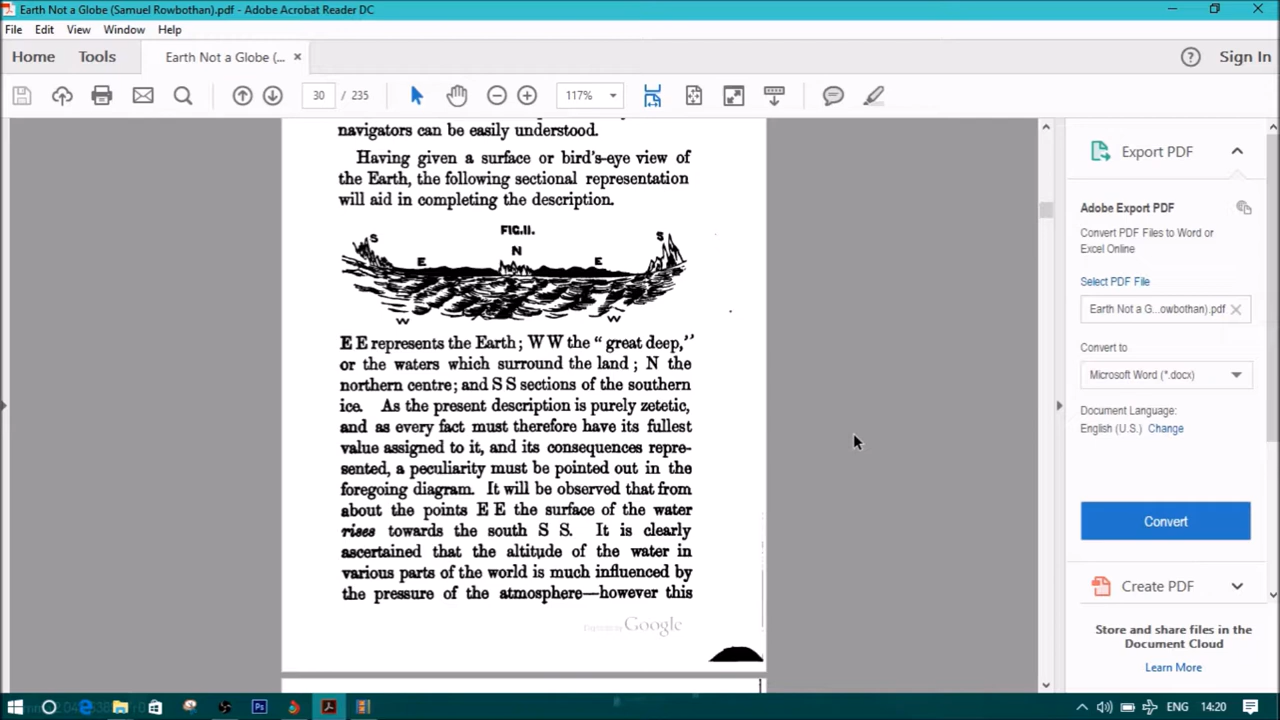 Earth Not a Globe (Samuel Rowbothan).pdf - Adobe Acrobat Reader DC
File Edit View Window Help
Home Tools Earth Not a Globe (... × Sign In
30 / 235 117%
navigators can be easily understood.
Having given a surface or bird's-eye view of
the Earth, the following sectional representation
will aid in completing the description.
FIG.11.
S S
N
E E
W W
E E represents the Earth; W W the "great deep,"
or the waters which surround the land; N the
northern centre; and S S sections of the southern
ice. As the present description is purely zetetic,
and as every fact must therefore have its fullest
value assigned to it, and its consequences repre-
sented, a peculiarity must be pointed out in the
foregoing diagram. It will be observed that from
about the points E E the surface of the water
rises towards the south S S. It is clearly
ascertained that the altitude of the water in
various parts of the world is much influenced by
the pressure of the atmosphere—however this
Google
Export PDF
Adobe Export PDF
Convert PDF Files to Word or
Excel Online
Select PDF File
Earth Not a G...owbothan).pdf ×
Convert to
Microsoft Word (*.docx)
Document Language:
English (U.S.) Change
Convert
Create PDF
Store and share files in the
Document Cloud
Learn More
ENG 14:20